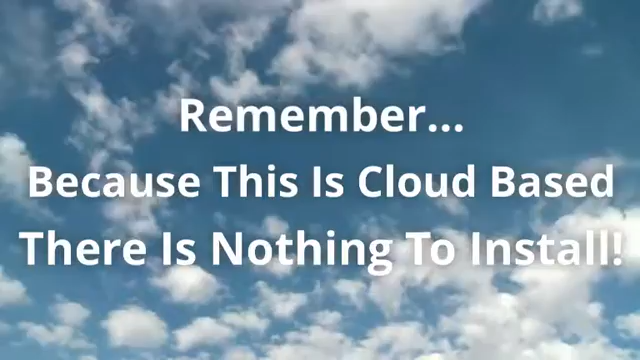 Remember...
Because This Is Cloud Based
There Is Nothing To Install!